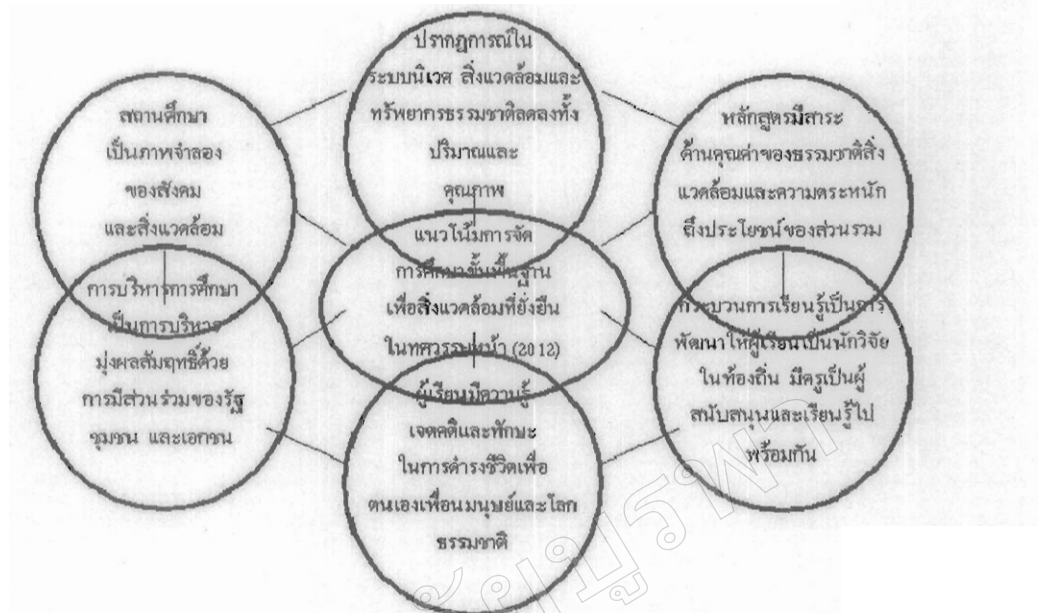 ปรากฏการณ์ใน
ระบบนิเวศ สิ่งแวดล้อมและ
ทรัพยากรธรรมชาติลดลงทั้ง
ปริมาณและ
คุณภาพ
สถานศึกษา
เป็นภาพจำลอง
ของสังคม
และสิ่งแวดล้อม
หลักสูตรมีสาระ
ด้านคุณค่าของธรรมชาติสิ่ง
แวดล้อมและความตระหนัก
ถึงประโยชน์ของส่วนรวม
แนวโน้มการจัด
การศึกษาขั้นพื้นฐาน
เพื่อสิ่งแวดล้อมที่ยั่งยืน
ในทศวรรษหน้า (2012)
การบริหารการศึกษา
เป็นการบริหาร
มุ่งผลสัมฤทธิ์ด้วย
การมีส่วนร่วมของรัฐ
ชุมชน และเอกชน
กระบวนการเรียนรู้เป็นการ
พัฒนาให้ผู้เรียนเป็นนักวิจัย
ในท้องถิ่น มีครูเป็นผู้
สนับสนุนและเรียนรู้ไป
พร้อมกัน
ผู้เรียนมีความรู้
เจตคติและทักษะ
ในการดำรงชีวิตเพื่อ
ตนเองเพื่อนมนุษย์และโลก
ธรรมชาติ